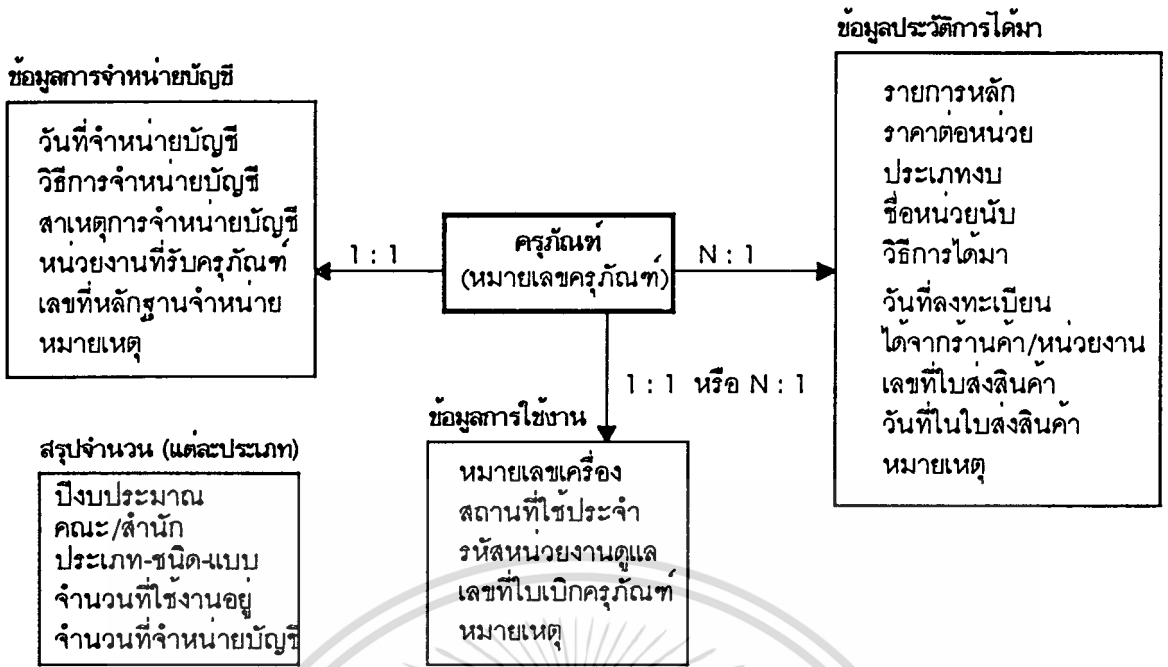 ข้อมูลประวัติการได้มา
รายการหลัก
ราคาต่อหน่วย
ประเภทงบ
ชื่อหน่วยนับ
วิธีการได้มา
วันที่ลงทะเบียน
ได้จากร้านค้า/หน่วยงาน
เลขที่ใบส่งสินค้า
วันที่ในใบส่งสินค้า
หมายเหตุ
ข้อมูลการจำหน่ายบัญชี
วันที่จำหน่ายบัญชี
วิธีการจำหน่ายบัญชี
สาเหตุการจำหน่ายบัญชี
หน่วยงานที่รับครุภัณฑ์
เลขที่หลักฐานจำหน่าย
หมายเหตุ
1 : 1
ครุภัณฑ์
(หมายเลขครุภัณฑ์)
N : 1
1 : 1 หรือ N : 1
ข้อมูลการใช้งาน
หมายเลขเครื่อง
สถานที่ใช้ประจำ
รหัสหน่วยงานดูแล
เลขที่ใบเบิกครุภัณฑ์
หมายเหตุ
สรุปจำนวน (แต่ละประเภท)
ปีงบประมาณ
คณะ/สำนัก
ประเภท-ชนิด-แบบ
จำนวนที่ใช้งานอยู่
จำนวนที่จำหน่ายบัญชี